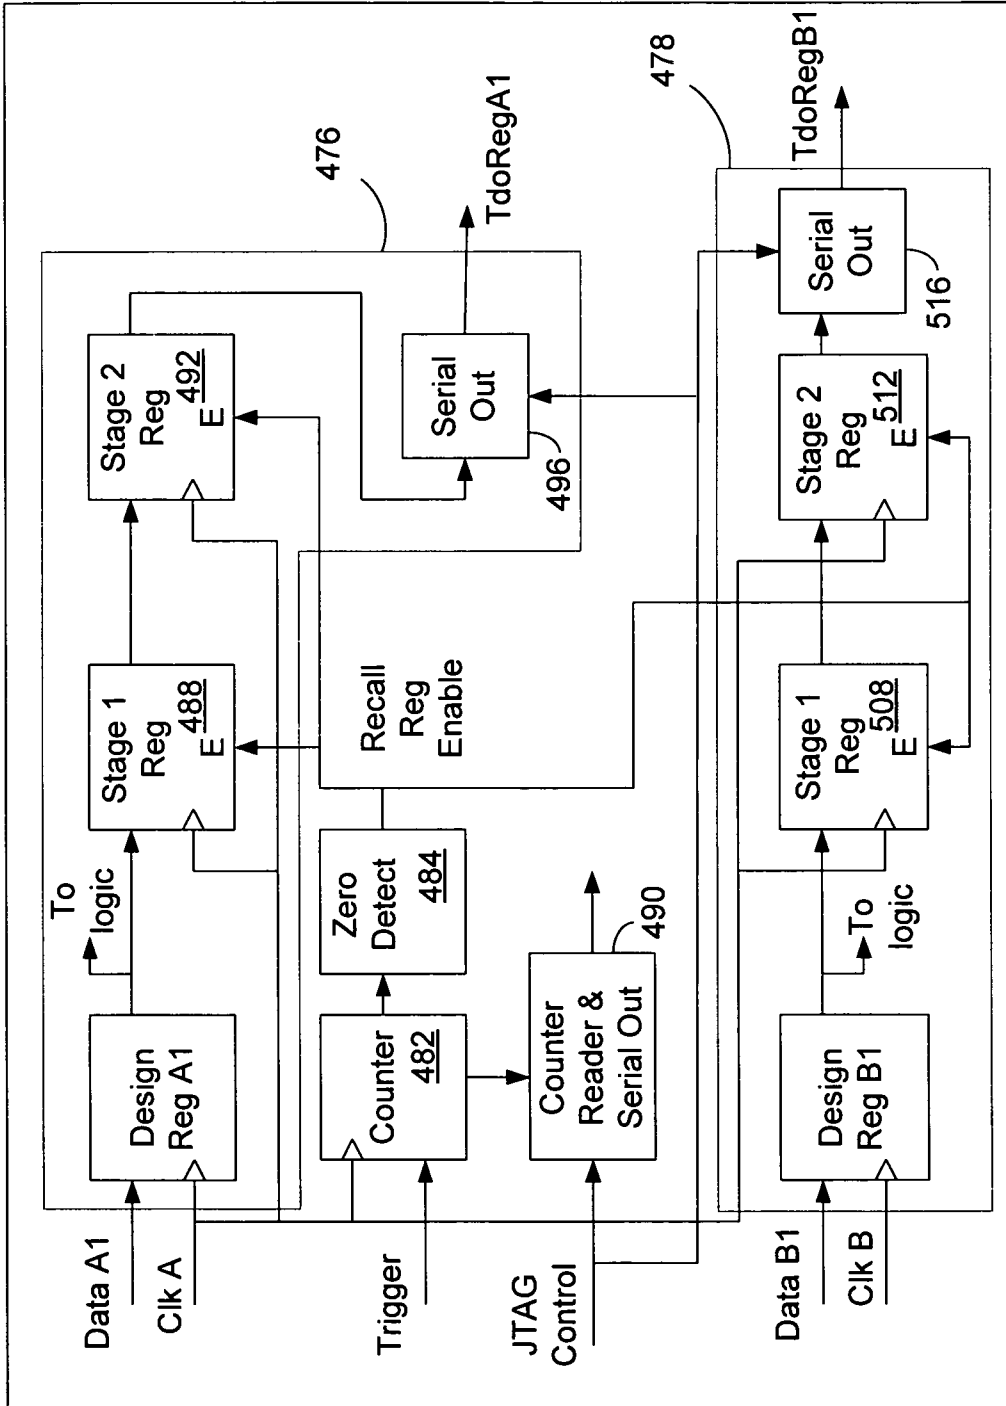 Data A1
Clk A
Design
Reg A1
To
logic
Stage 1
Reg
488
E
Stage 2
Reg
492
E
476
Serial
Out
496
TdoRegA1
Trigger
Counter
482
Zero
Detect
484
Recall
Reg
Enable
JTAG
Control
Counter
Reader &
Serial Out
490
Data B1
Clk B
Design
Reg B1
To
logic
Stage 1
Reg
508
E
Stage 2
Reg
512
E
Serial
Out
516
478
TdoRegB1